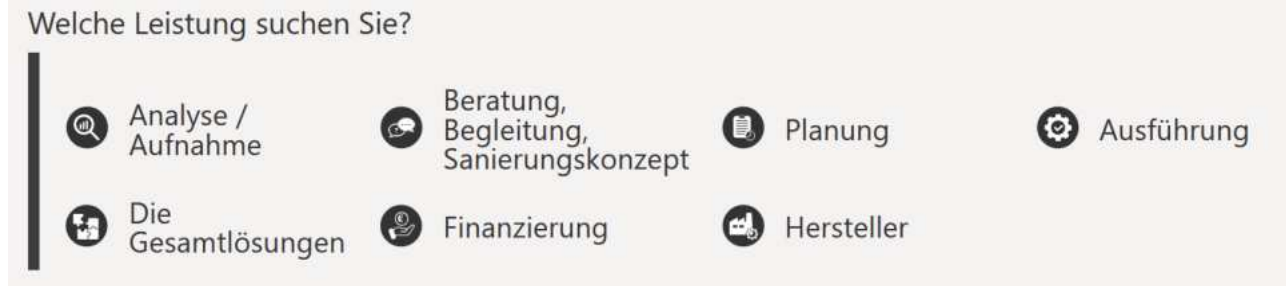 Welche Leistung suchen Sie?
Analyse /
Aufnahme
Beratung,
Begleitung,
Sanierungskonzept
Planung
Ausführung
Die
Gesamtlösungen
Finanzierung
Hersteller